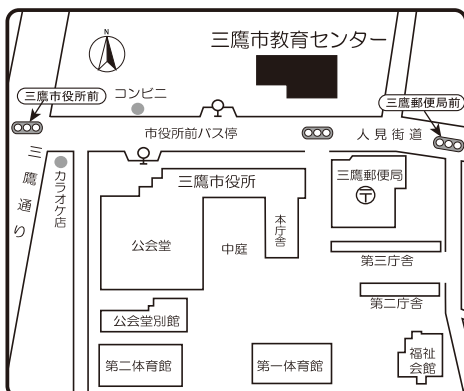 N
三鷹市教育センター
コンビニ
三鷹市役所前
三鷹郵便局前
市役所前バス停
人見街道
三鷹通り
カラオケ店
三鷹市役所
三鷹郵便局
〒
本庁舎
公会堂
中庭
第三庁舎
第二庁舎
公会堂別館
福祉
会館
第二体育館
第一体育館